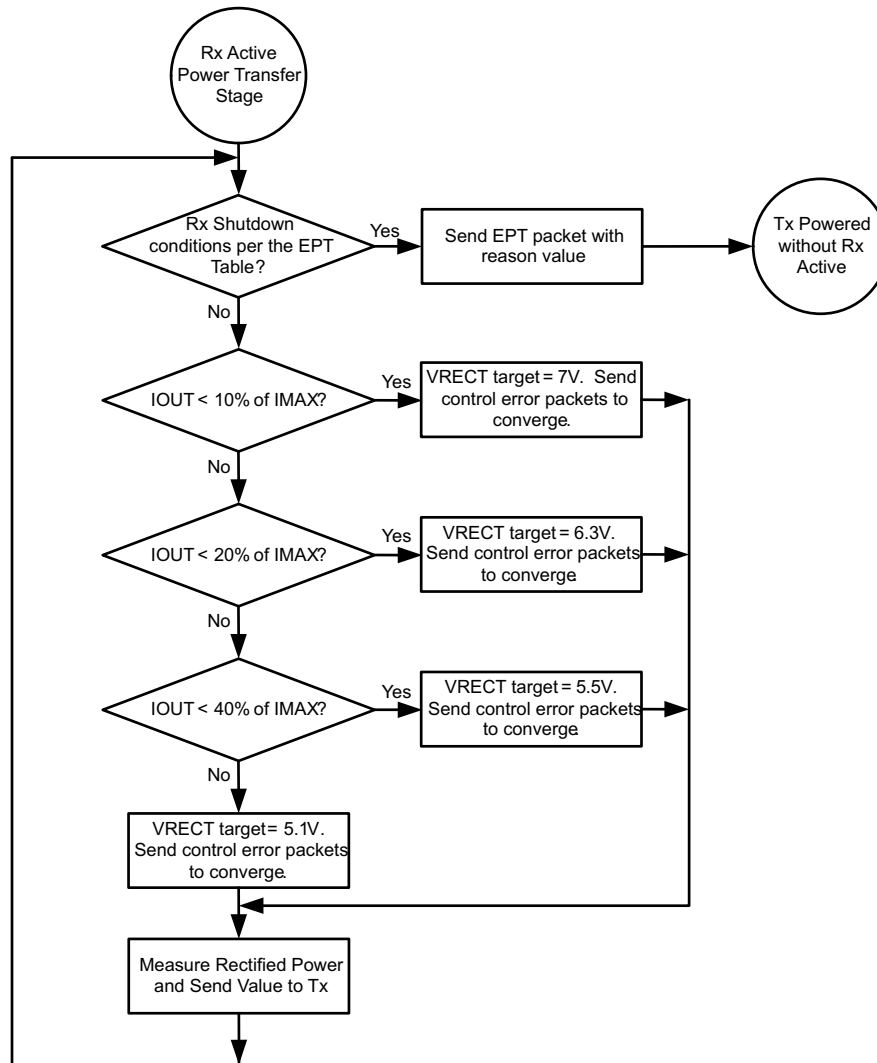 Rx Active
Power Transfer
Stage
Rx Shutdown
conditions per the EPT
Table?
Yes
Send EPT packet with
reason value
Tx Powered
without Rx
Active
No
IOUT < 10% of IMAX?
Yes
VRECT target = 7V. Send
control error packets to
converge.
No
IOUT < 20% of IMAX?
Yes
VRECT target = 6.3V.
Send control error packets
to converge.
No
IOUT < 40% of IMAX?
Yes
VRECT target = 5.5V.
Send control error packets
to converge.
No
VRECT target = 5.1V.
Send control error packets
to converge.
Measure Rectified Power
and Send Value to Tx